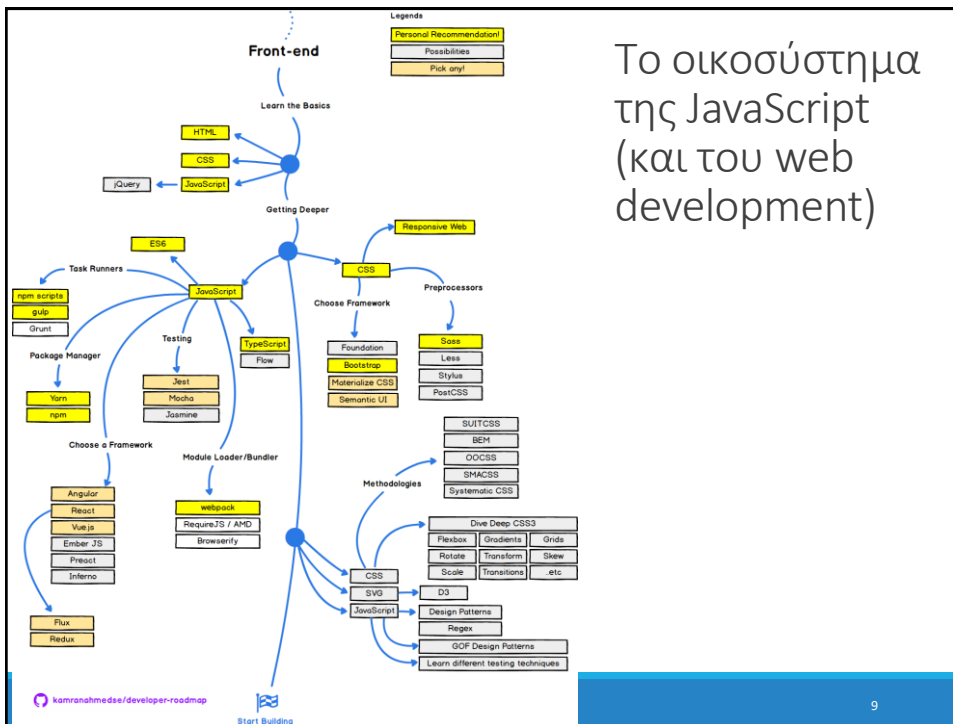 Legends
Personal Recommendation!
Possibilities
Pick any!
Front-end
Learn the Basics
HTML
CSS
jQuery
JavaScript
Getting Deeper
Responsive Web
ES6
CSS
Task Runners
JavaScript
Preprocessors
npm scripts
gulp
Grunt
Choose Framework
Testing
TypeScript
Flow
Foundation
Bootstrap
Materialize CSS
Semantic UI
Sass
Less
Stylus
PostCSS
Package Manager
Jest
Mocha
Jasmine
Yarn
npm
SUITCSS
BEM
OOCSS
SMACSS
Systematic CSS
Choose a Framework
Module Loader/Bundler
Methodologies
Angular
React
Vue.js
Ember JS
Preact
Inferno
webpack
RequireJS / AMD
Browserify
Dive Deep CSS3
Flexbox Gradients Grids
Rotate Transform Skew
Scale Transitions .etc
CSS
SVG
D3
JavaScript
Design Patterns
Regex
GOF Design Patterns
Learn different testing techniques
Flux
Redux
kamranahmedse/developer-roadmap
Start Building
Το οικοσύστημα
της JavaScript
(και του web
development)
9